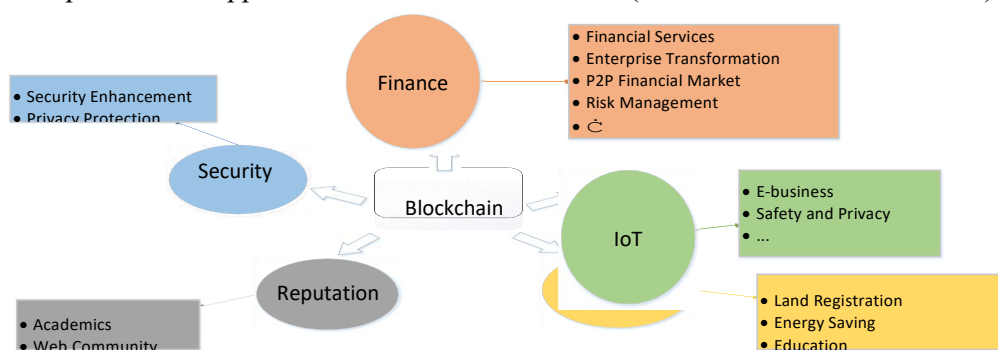 • Financial Services
• Enterprise Transformation
• P2P Financial Market
• Risk Management
•
Finance
• Security Enhancement
• Privacy Protection
Security
Blockchain
IoT
• E-business
• Safety and Privacy
• ...
Reputation
• Academics
• Web Community
• Land Registration
• Energy Saving
• Education